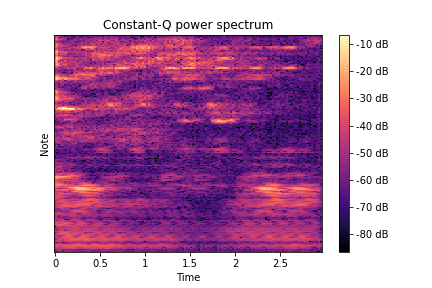 Constant-Q power spectrum
Note
0
0.5
1
1.5
2
2.5
Time
-10 dB
-20 dB
-30 dB
-40 dB
-50 dB
-60 dB
-70 dB
-80 dB